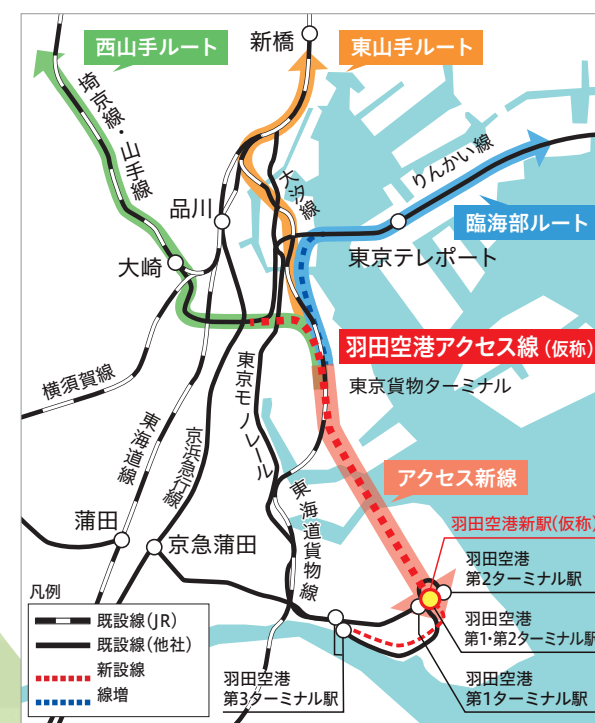 西山手ルート
新橋
東山手ルート
埼京線・山手線
大汐線
りんかい線
品川
臨海部ルート
大崎
東京テレポート
羽田空港アクセス線(仮称)
東京貨物ターミナル
横須賀線
東海道線
京浜急行線
東京モノレール
アクセス新線
東海道貨物線
蒲田
京急蒲田
羽田空港新駅(仮称)
羽田空港
第2ターミナル駅
羽田空港
第1・第2ターミナル駅
羽田空港
第1ターミナル駅
羽田空港
第3ターミナル駅
凡例
既設線(JR)
既設線(他社)
新設線
線増